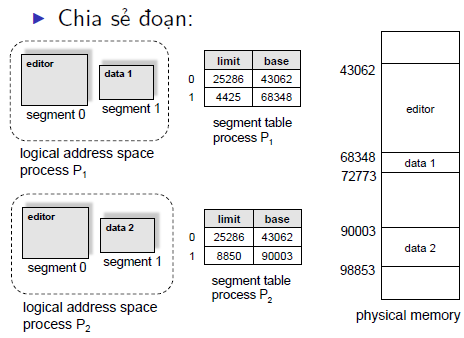 Chia sẻ đoạn:
editor
data 1
segment 0
segment 1
logical address space
process P1
limit base
0 25286 43062
1 4425 68348
segment table
process P1
editor
data 2
segment 0
segment 1
logical address space
process P2
limit base
0 25286 43062
1 8850 90003
segment table
process P2
43062
editor
68348
data 1
72773
90003
data 2
98853
physical memory